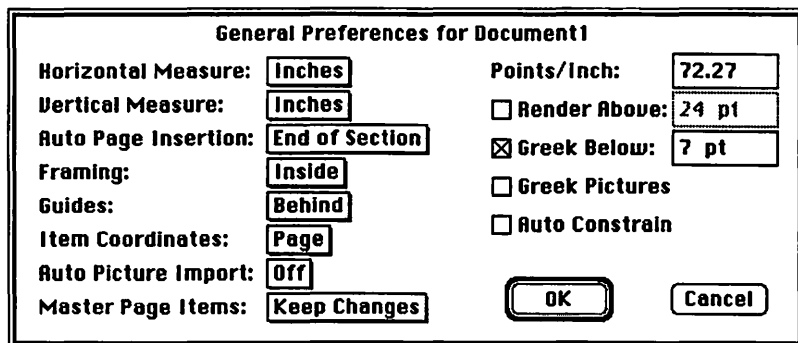 General Preferences for Document1
Horizontal Measure: Inches
Vertical Measure: Inches
Auto Page Insertion: End of Section
Framing: Inside
Guides: Behind
Item Coordinates: Page
Auto Picture Import: Off
Master Page Items: Keep Changes
Points/Inch: 72.27
Render Above: 24 pt
Greek Below: 7 pt
Greek Pictures
Auto Constrain
OK
Cancel